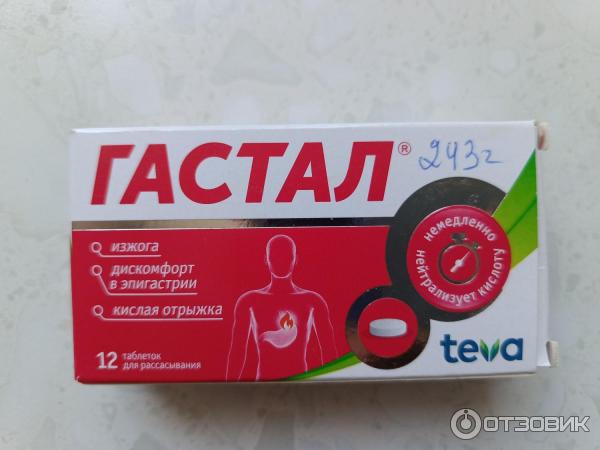 ГАСТАЛ®
243г
изжога
дискомфорт
в эпигастрии
кислая отрыжка
12 таблеток
для рассасывания
немедленно
нейтрализует кислоту
teva
ОТЗОВИК